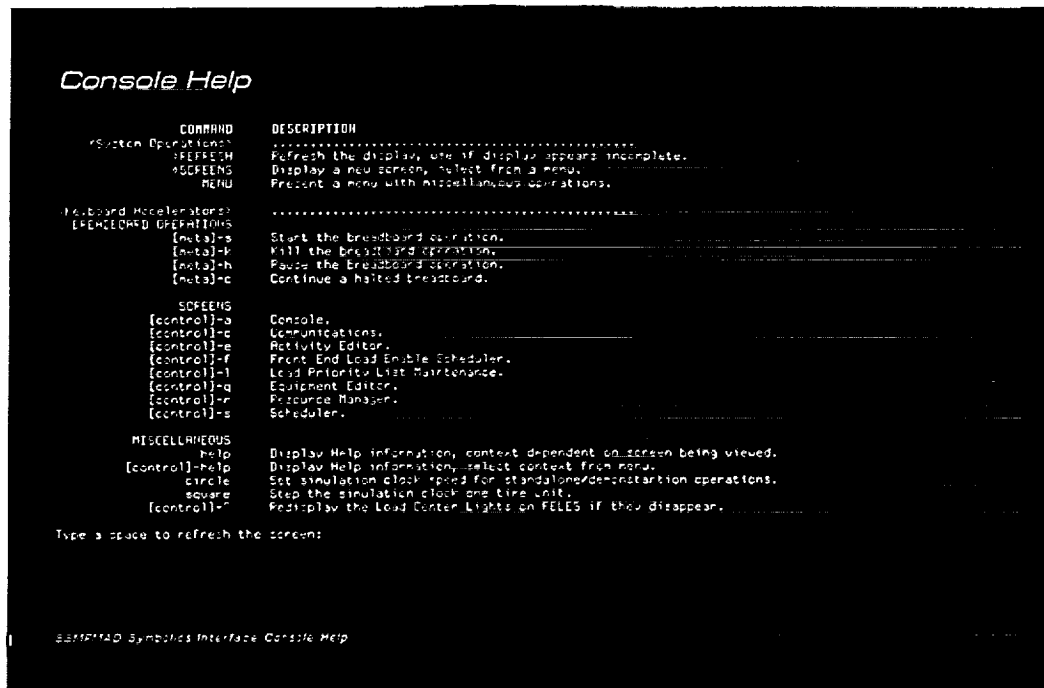 Console Help
COMMAND DESCRIPTION
<System Operations> ................................................
*REFRESH Refresh the display, use if display appears incomplete.
*SCREENS Display a new screen, select from a menu.
MENU Present a menu with miscellaneous operations.
<Keyboard Accelerators> ................................................
BREADBOARD OPERATIONS
[meta]-s Start the breadboard operation.
[meta]-k Kill the breadboard operation.
[meta]-h Pause the breadboard operation.
[meta]-c Continue a halted breadboard.
SCREENS
[control]-a Console.
[control]-c Communications.
[control]-e Activity Editor.
[control]-f Front End Load Enable Scheduler.
[control]-l Load Priority List Maintenance.
[control]-q Equipment Editor.
[control]-r Resource Manager.
[control]-s Scheduler.
MISCELLANEOUS
help Display Help information, context dependent on screen being viewed.
[control]-help Display Help information, select context from menu.
circle Set simulation clock speed for standalone/demonstartion operations.
square Step the simulation clock one time unit.
Redisplay the Load Center Lights on FELES if they disappear.
Type a space to refresh the screen:
Symbolics Interface Console Help